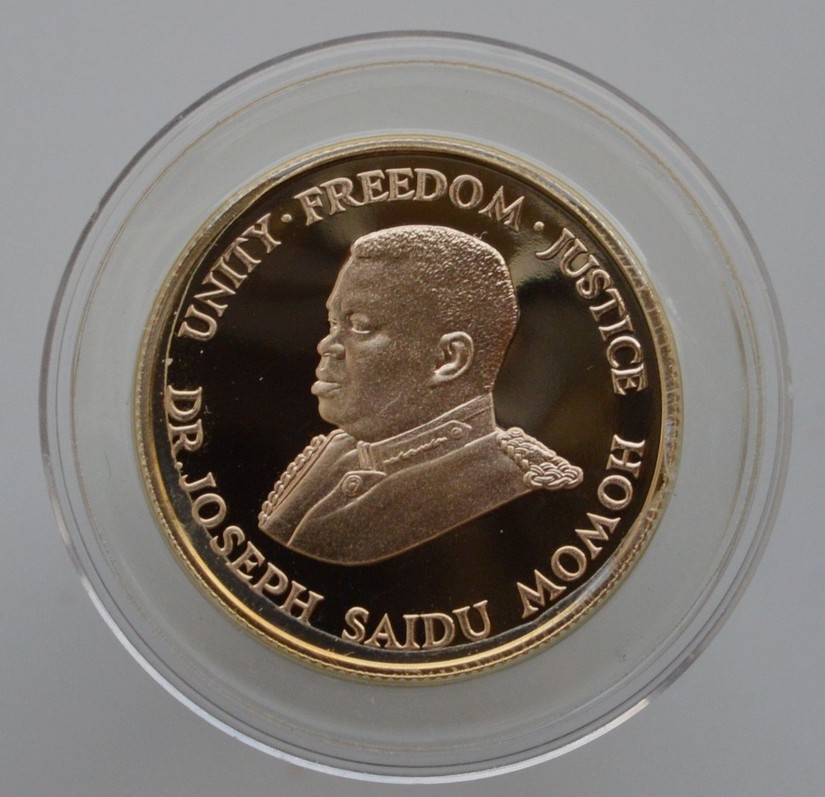 UNITY · FREEDOM · JUSTICE
DR. JOSEPH SAIDU MOMOH